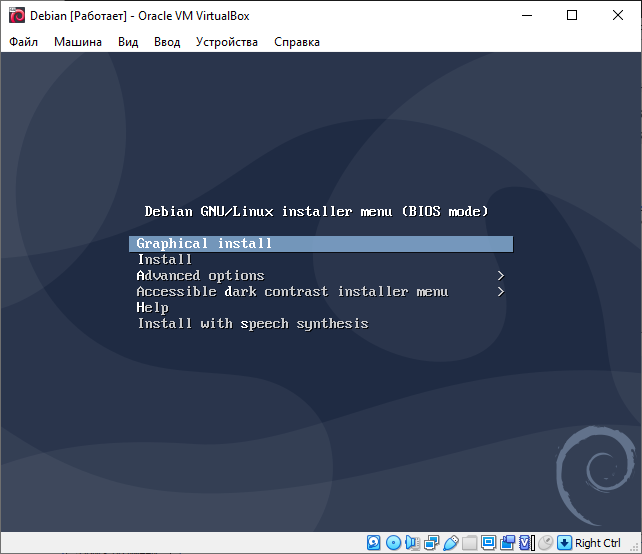 Debian [Работает] - Oracle VM VirtualBox
Файл Машина Вид Ввод Устройства Справка
Debian GNU/Linux installer menu (BIOS mode)
Graphical install
Install
Advanced options >
Accessible dark contrast installer menu >
Help
Install with speech synthesis
Right Ctrl